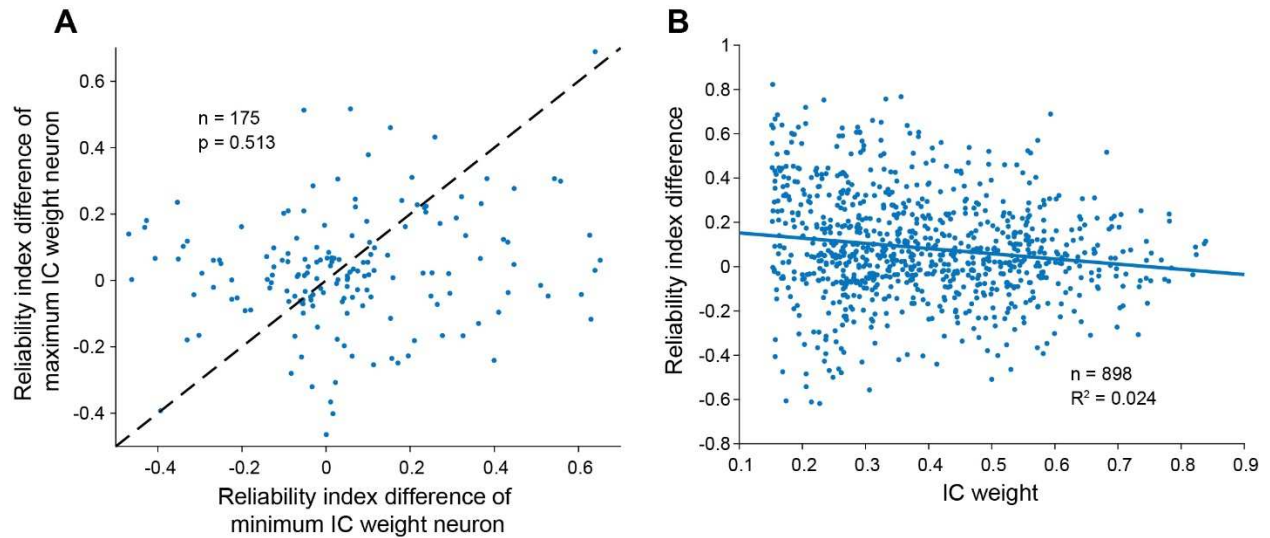 A
Reliability index difference of
maximum IC weight neuron
0.6
0.4
0.2
0
-0.2
-0.4
n = 175
p = 0.513
-0.4
-0.2
0
0.2
0.4
0.6
Reliability index difference of
minimum IC weight neuron
B
Reliability index difference
1
0.8
0.6
0.4
0.2
0
-0.2
-0.4
-0.6
-0.8
n = 898
R² = 0.024
0.1
0.2
0.3
0.4
0.5
0.6
0.7
0.8
0.9
IC weight